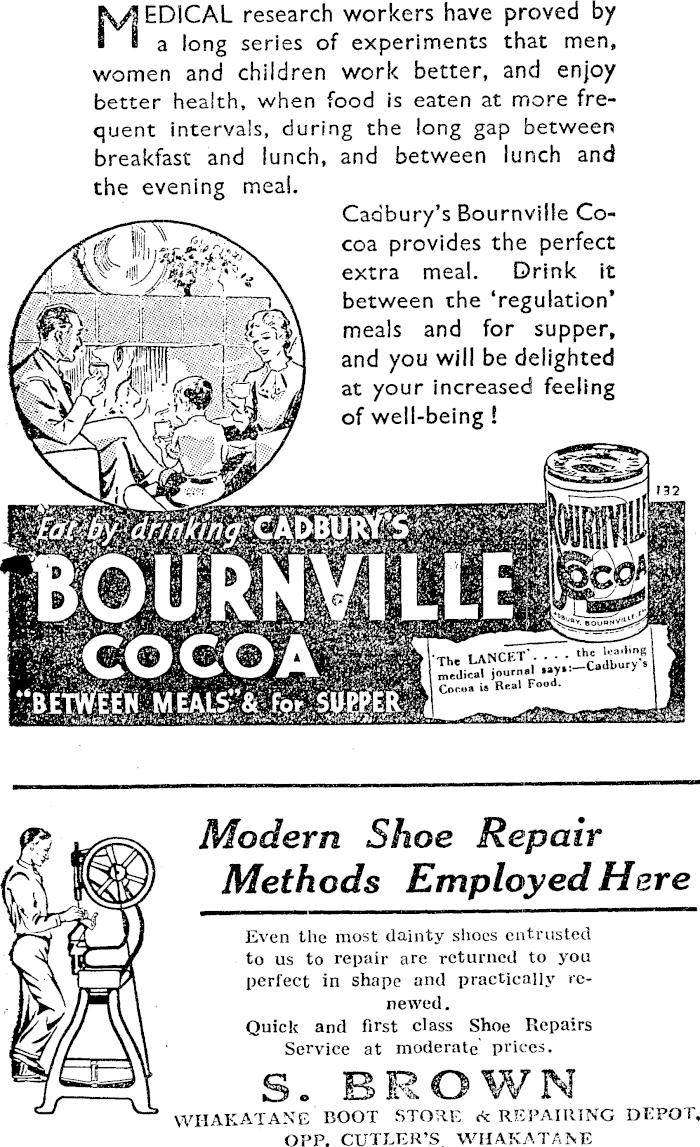 MEDICAL research workers have proved by
a long series of experiments that men,
women and children work better, and enjoy
better health, when food is eaten at more fre-
quent intervals, during the long gap between
breakfast and lunch, and between lunch and
the evening meal.
Cadbury's Bournville Co-
coa provides the perfect
extra meal. Drink it
between the 'regulation'
meals and for supper,
and you will be delighted
at your increased feeling
of well-being !
132
Eat by drinking CADBURY'S
BOURNVILLE
COCOA
"BETWEEN MEALS" & for SUPPER
BOURNVILLE
COCOA
CADBURY, BOURNVILLE
'The LANCET' . . . . the leading
medical journal says:—Cadbury's
Cocoa is Real Food.
Modern Shoe Repair
Methods Employed Here
Even the most dainty shoes entrusted
to us to repair are returned to you
perfect in shape and practically re-
newed.
Quick and first class Shoe Repairs
Service at moderate prices.
S. BROWN
WHAKATANE BOOT STORE & REPAIRING DEPOT,
OPP. CUTLER'S, WHAKATANE